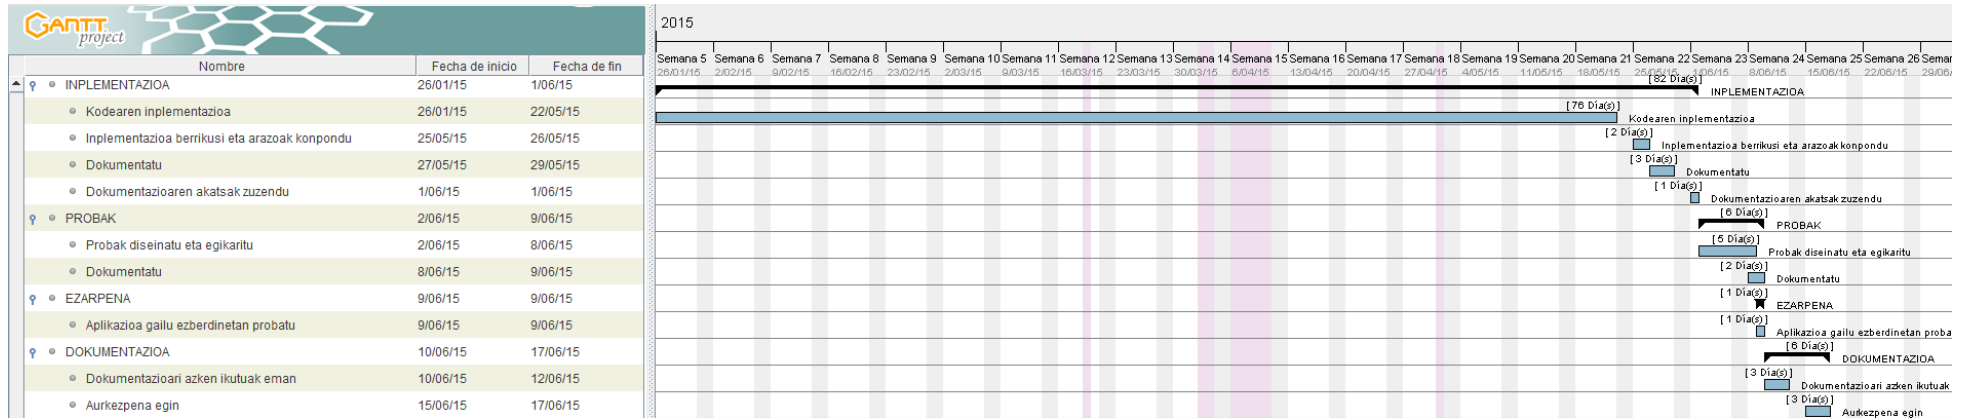 GANTT
project
2015
Nombre Fecha de inicio Fecha de fin
Semana 5 Semana 6 Semana 7 Semana 8 Semana 9 Semana 10 Semana 11 Semana 12 Semana 13 Semana 14 Semana 15 Semana 16 Semana 17 Semana 18 Semana 19 Semana 20 Semana 21 Semana 22 Semana 23 Semana 24 Semana 25 Semana 26 Seman
26/01/15 2/02/15 9/02/15 16/02/15 23/02/15 2/03/15 9/03/15 16/03/15 23/03/15 30/03/15 6/04/15 13/04/15 20/04/15 27/04/15 4/05/15 11/05/15 18/05/15 25/05/15 1/06/15 8/06/15 15/06/15 22/06/15 29/06/
INPLEMENTAZIOA 26/01/15 1/06/15 [82 Día(s)] INPLEMENTAZIOA
Kodearen inplementazioa 26/01/15 22/05/15 [76 Día(s)] Kodearen inplementazioa
Inplementazioa berrikusi eta arazoak konpondu 25/05/15 26/05/15 [2 Día(s)] Inplementazioa berrikusi eta arazoak konpondu
Dokumentatu 27/05/15 29/05/15 [3 Día(s)] Dokumentatu
Dokumentazioaren akatsak zuzendu 1/06/15 1/06/15 [1 Día(s)] Dokumentazioaren akatsak zuzendu
PROBAK 2/06/15 9/06/15 [6 Día(s)] PROBAK
Probak diseinatu eta egikaritu 2/06/15 8/06/15 [5 Día(s)] Probak diseinatu eta egikaritu
Dokumentatu 8/06/15 9/06/15 [2 Día(s)] Dokumentatu
EZARPENA 9/06/15 9/06/15 [1 Día(s)] EZARPENA
Aplikazioa gailu ezberdinetan probatu 9/06/15 9/06/15 [1 Día(s)] Aplikazioa gailu ezberdinetan proba
DOKUMENTAZIOA 10/06/15 17/06/15 [6 Día(s)] DOKUMENTAZIOA
Dokumentazioari azken ikutuak eman 10/06/15 12/06/15 [3 Día(s)] Dokumentazioari azken ikutuak
Aurkezpena egin 15/06/15 17/06/15 [3 Día(s)] Aurkezpena egin